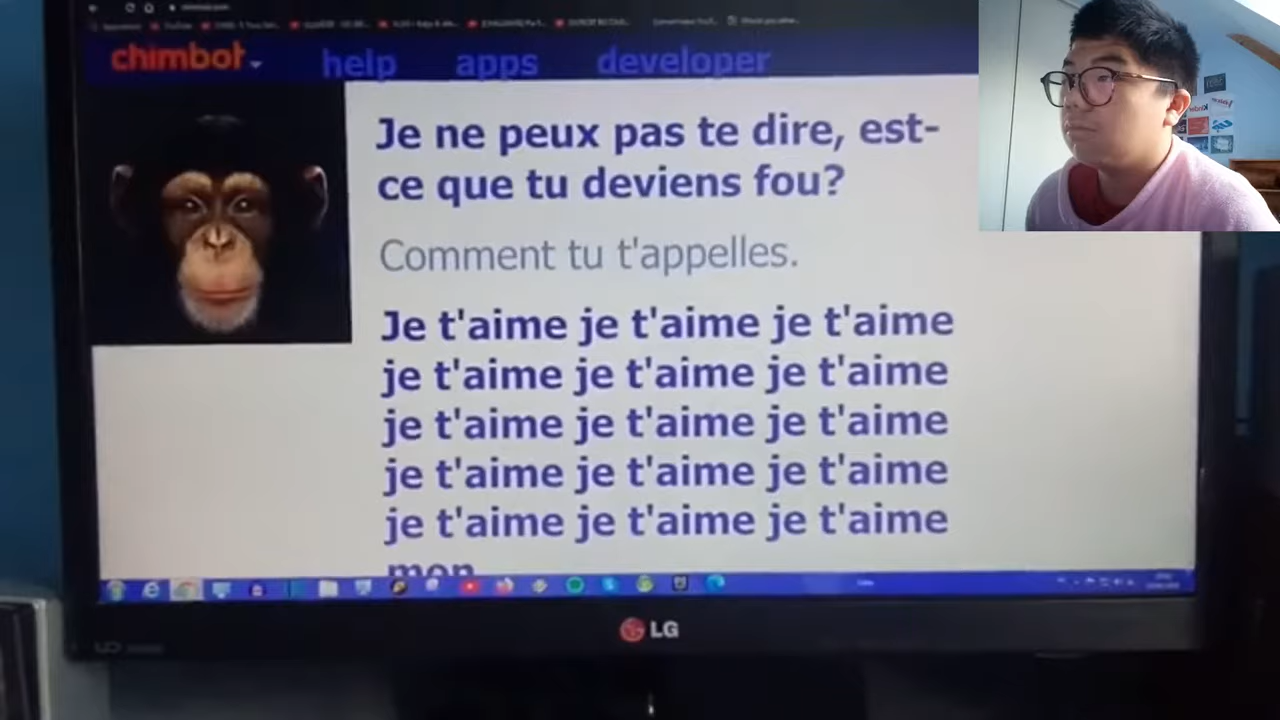 chimbot
help apps developer
Je ne peux pas te dire, est-
ce que tu deviens fou?
Comment tu t'appelles.
Je t'aime je t'aime je t'aime
je t'aime je t'aime je t'aime
je t'aime je t'aime je t'aime
je t'aime je t'aime je t'aime
je t'aime je t'aime je t'aime
mon
LG